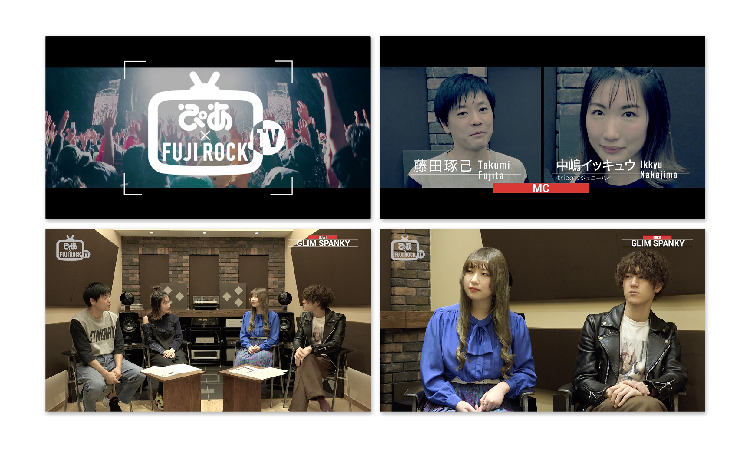 ぴあ
×
FUJI ROCK
TV
藤田琢己 Takumi Fujita
中嶋イッキュウ Ikkyu Nakajima
MC
ぴあ
FUJI ROCK
TV
GLIM SPANKY
ぴあ
FUJI ROCK
TV
GLIM SPANKY